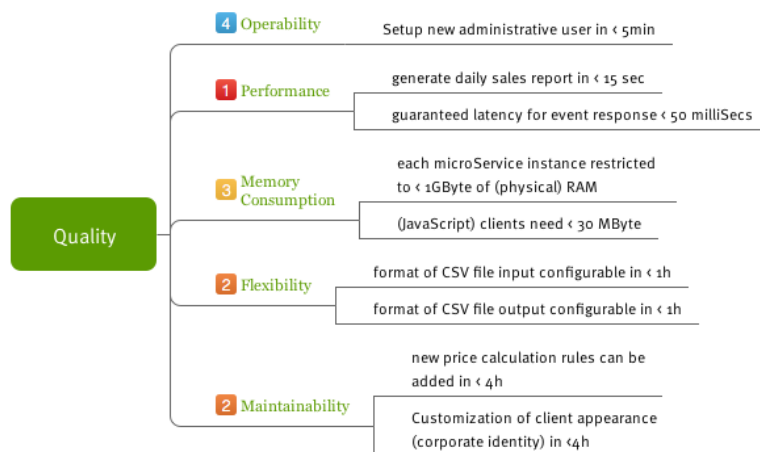 4 Operability
Setup new administrative user in < 5min
1 Performance
generate daily sales report in < 15 sec
guaranteed latency for event response < 50 milliSecs
3 Memory
Consumption
each microService instance restricted
to < 1GByte of (physical) RAM
(JavaScript) clients need < 30 MByte
Quality
2 Flexibility
format of CSV file input configurable in < 1h
format of CSV file output configurable in < 1h
2 Maintainability
new price calculation rules can be
added in < 4h
Customization of client appearance
(corporate identity) in <4h